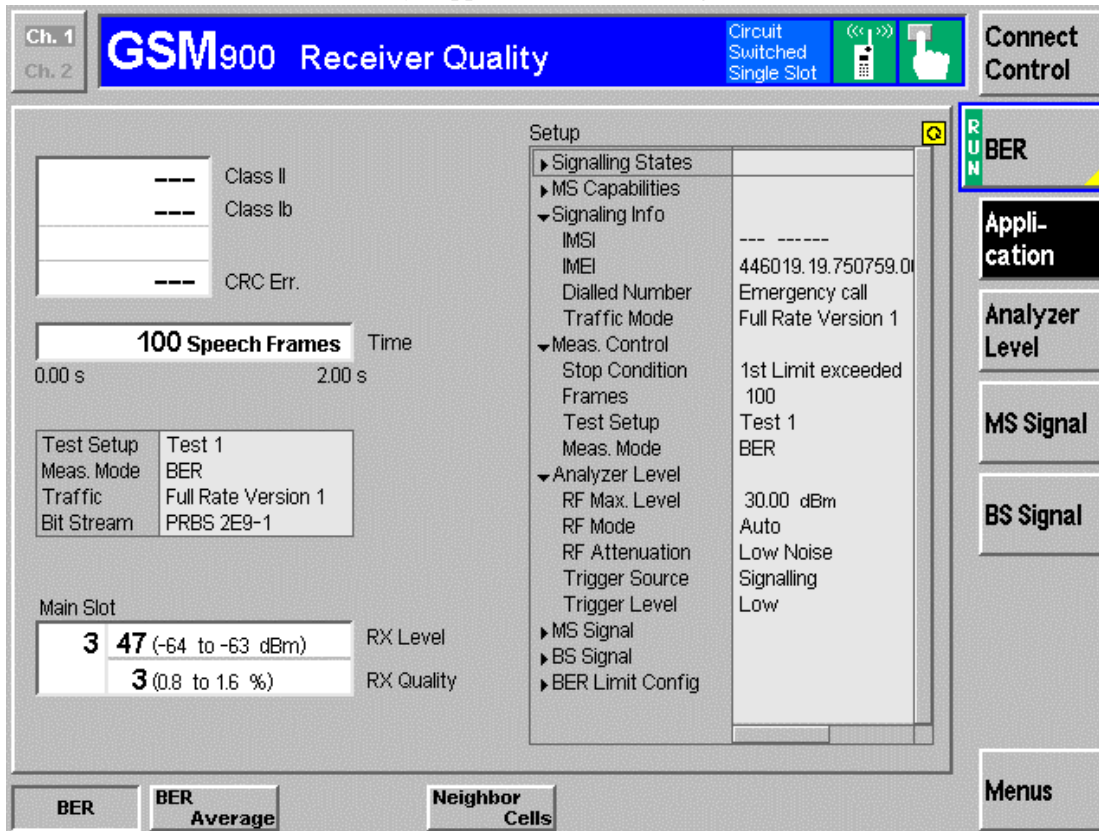 Ch. 1
Ch. 2
GSM900 Receiver Quality
Circuit
Switched
Single Slot
Connect
Control
--- Class II
--- Class Ib
--- CRC Err.
100 Speech Frames Time
0.00 s 2.00 s
Test Setup Test 1
Meas. Mode BER
Traffic Full Rate Version 1
Bit Stream PRBS 2E9-1
Main Slot
3 47 (-64 to -63 dBm) RX Level
3 (0.8 to 1.6 %) RX Quality
Setup
Signalling States
MS Capabilities
Signaling Info
IMSI --- ------
IMEI 446019.19.750759.0
Dialled Number Emergency call
Traffic Mode Full Rate Version 1
Meas. Control
Stop Condition 1st Limit exceeded
Frames 100
Test Setup Test 1
Meas. Mode BER
Analyzer Level
RF Max. Level 30.00 dBm
RF Mode Auto
RF Attenuation Low Noise
Trigger Source Signalling
Trigger Level Low
MS Signal
BS Signal
BER Limit Config
RUN
BER
Appli-
cation
Analyzer
Level
MS Signal
BS Signal
Menus
BER
BER
Average
Neighbor
Cells